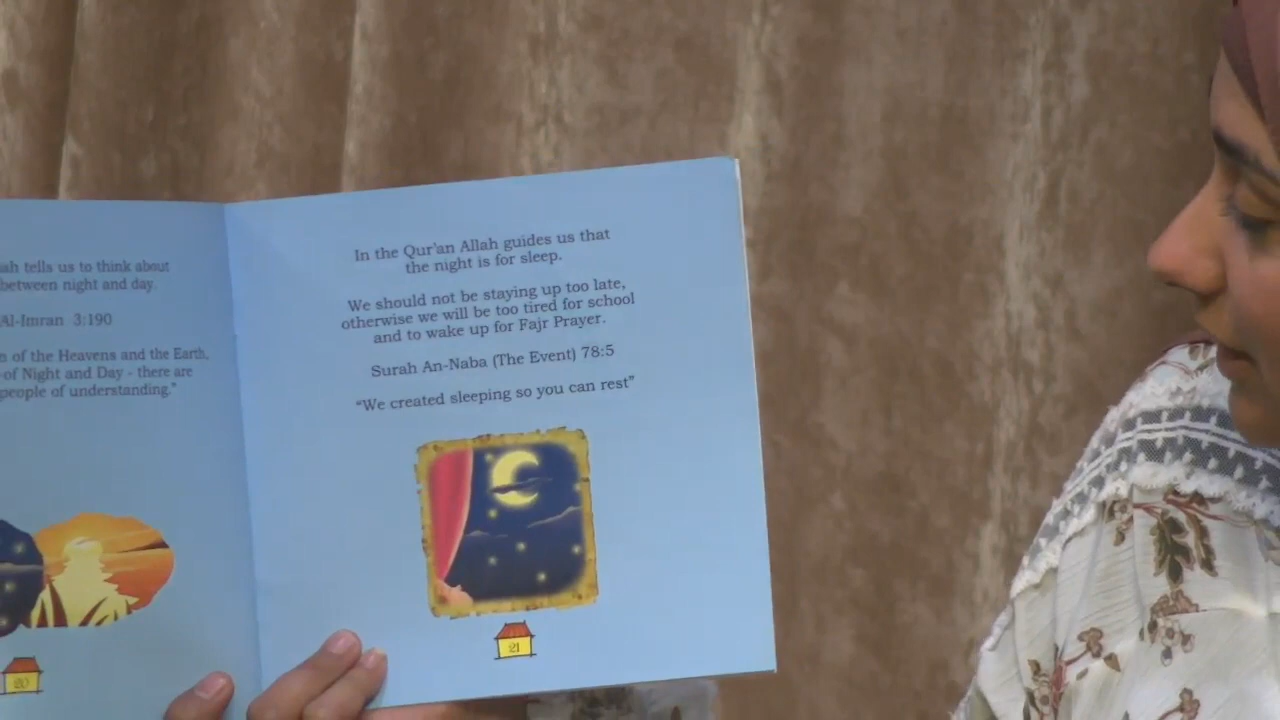 ah tells us to think about
between night and day.
Al-Imran 3:190
n of the Heavens and the Earth,
of Night and Day - there are
people of understanding."
20
In the Qur'an Allah guides us that
the night is for sleep.
We should not be staying up too late,
otherwise we will be too tired for school
and to wake up for Fajr Prayer.
Surah An-Naba (The Event) 78:5
"We created sleeping so you can rest"
21